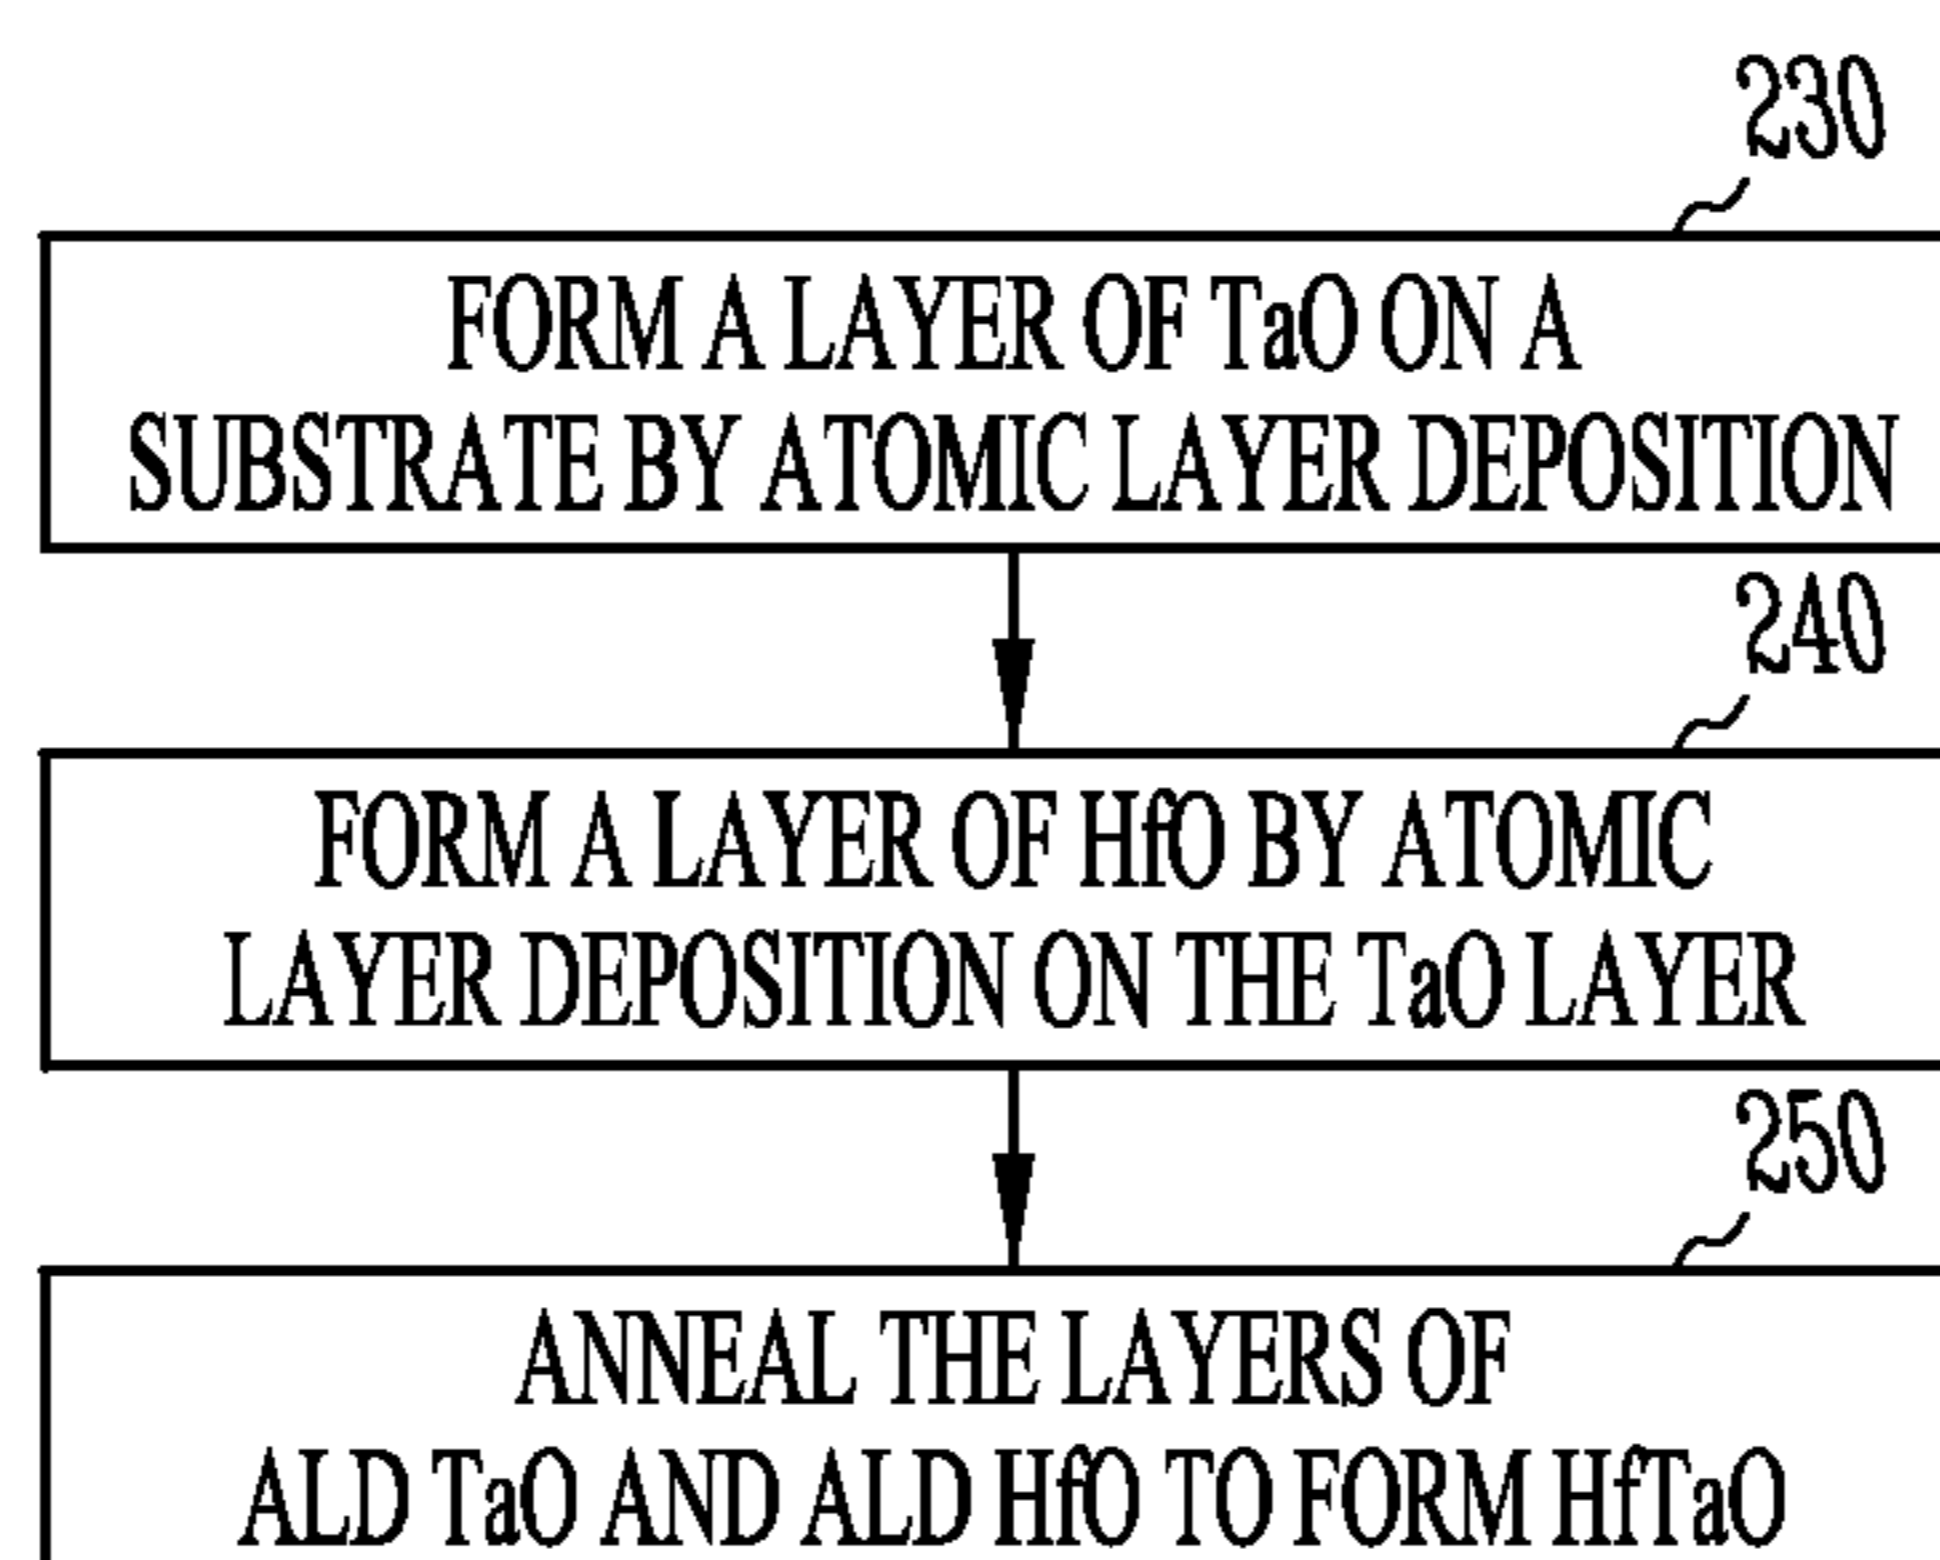 230
FORM A LAYER OF TaO ON A
SUBSTRATE BY ATOMIC LAYER DEPOSITION
240
FORM A LAYER OF HfO BY ATOMIC
LAYER DEPOSITION ON THE TaO LAYER
250
ANNEAL THE LAYERS OF
ALD TaO AND ALD HfO TO FORM HfTaO